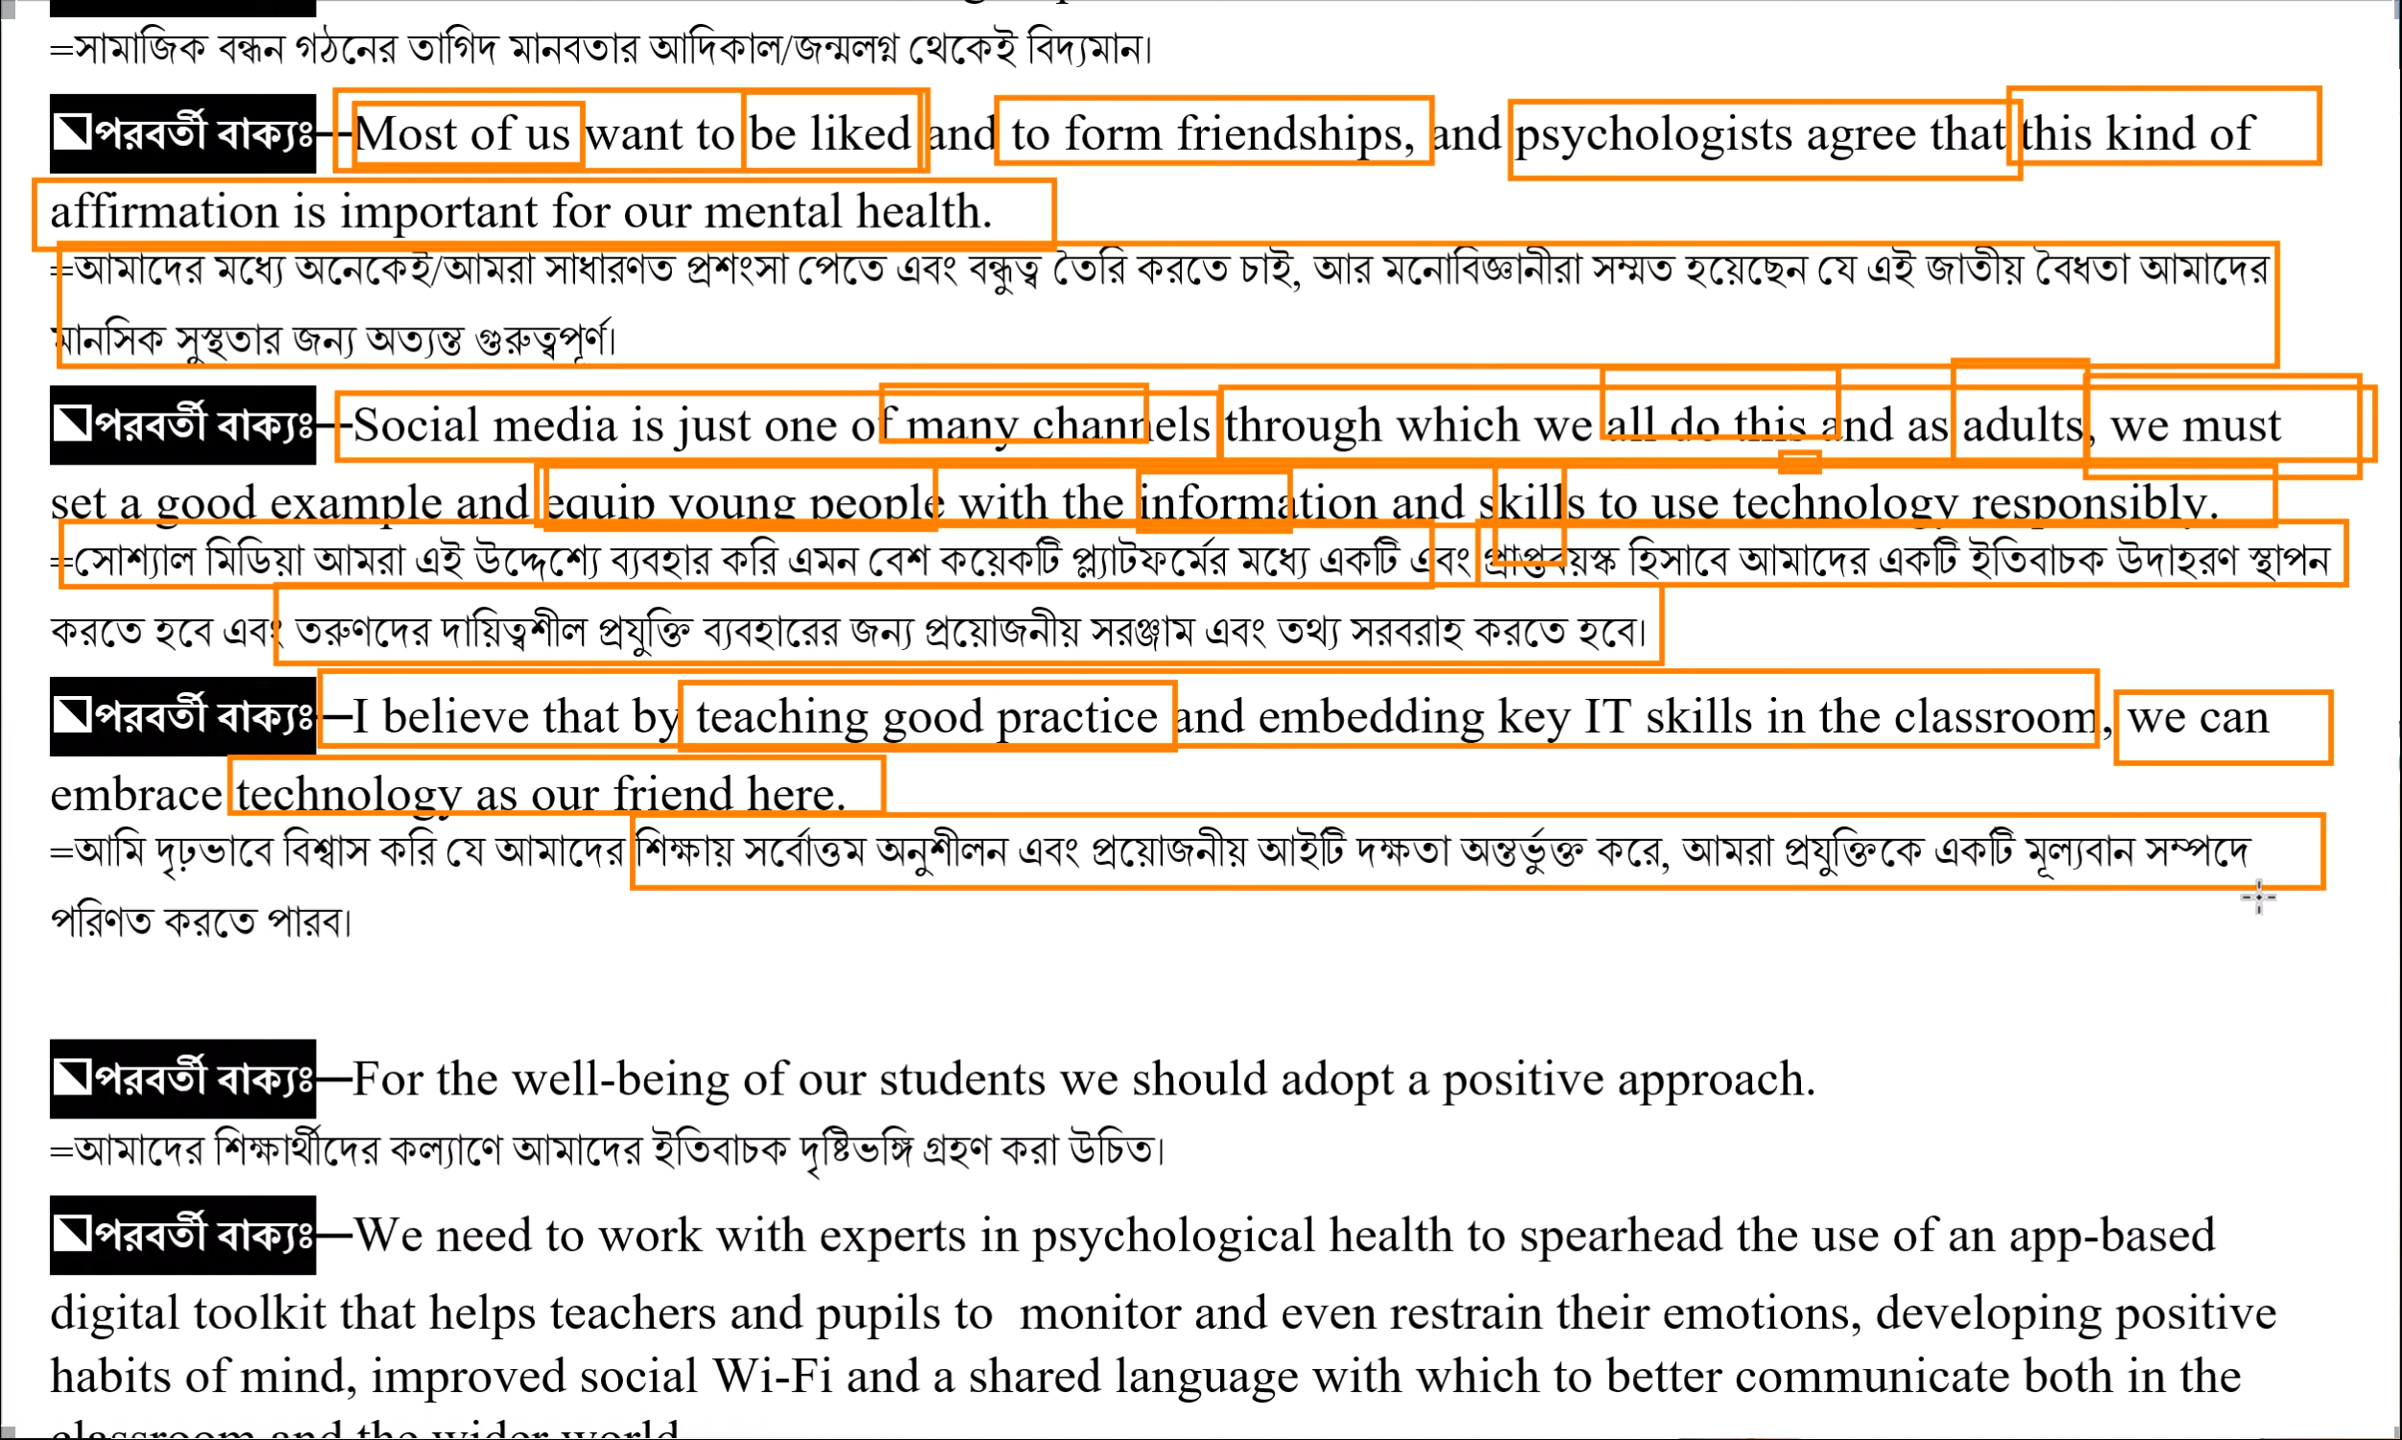 =সামাজিক বন্ধন গঠনের তাগিদ মানবতার আদিকাল/জন্মলগ্ন থেকেই বিদ্যমান।
পরবর্তী বাক্যঃ—Most of us want to be liked and to form friendships, and psychologists agree that this kind of
affirmation is important for our mental health.
=আমাদের মধ্যে অনেকেই/আমরা সাধারণত প্রশংসা পেতে এবং বন্ধুত্ব তৈরি করতে চাই, আর মনোবিজ্ঞানীরা সম্মত হয়েছেন যে এই জাতীয় বৈধতা আমাদের
মানসিক সুস্থতার জন্য অত্যন্ত গুরুত্বপূর্ণ।
পরবর্তী বাক্যঃ—Social media is just one of many channels through which we all do this and as adults, we must
set a good example and equip young people with the information and skills to use technology responsibly.
=সোশ্যাল মিডিয়া আমরা এই উদ্দেশ্যে ব্যবহার করি এমন বেশ কয়েকটি প্ল্যাটফর্মের মধ্যে একটি এবং প্রাপ্তবয়স্ক হিসাবে আমাদের একটি ইতিবাচক উদাহরণ স্থাপন
করতে হবে এবং তরুণদের দায়িত্বশীল প্রযুক্তি ব্যবহারের জন্য প্রয়োজনীয় সরঞ্জাম এবং তথ্য সরবরাহ করতে হবে।
পরবর্তী বাক্যঃ—I believe that by teaching good practice and embedding key IT skills in the classroom, we can
embrace technology as our friend here.
=আমি দৃঢ়ভাবে বিশ্বাস করি যে আমাদের শিক্ষায় সর্বোত্তম অনুশীলন এবং প্রয়োজনীয় আইটি দক্ষতা অন্তর্ভুক্ত করে, আমরা প্রযুক্তিকে একটি মূল্যবান সম্পদে
পরিণত করতে পারব।
পরবর্তী বাক্যঃ—For the well-being of our students we should adopt a positive approach.
=আমাদের শিক্ষার্থীদের কল্যাণে আমাদের ইতিবাচক দৃষ্টিভঙ্গি গ্রহণ করা উচিত।
পরবর্তী বাক্যঃ—We need to work with experts in psychological health to spearhead the use of an app-based
digital toolkit that helps teachers and pupils to monitor and even restrain their emotions, developing positive
habits of mind, improved social Wi-Fi and a shared language with which to better communicate both in the
classroom and the wider world